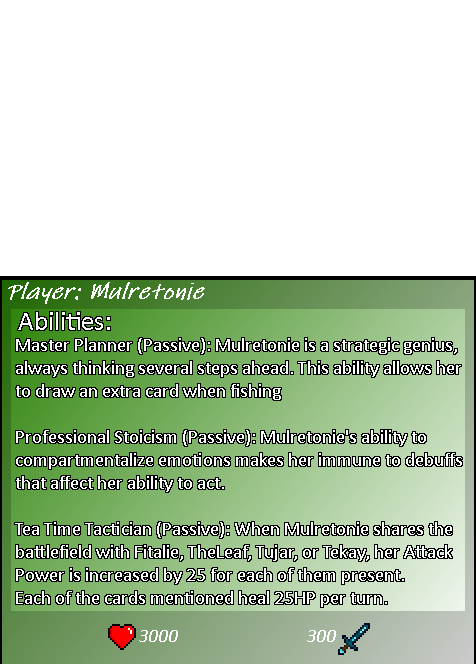 Player: Mulretonie
Abilities:
Master Planner (Passive): Mulretonie is a strategic genius,
always thinking several steps ahead. This ability allows her
to draw an extra card when fishing
Professional Stoicism (Passive): Mulretonie's ability to
compartmentalize emotions makes her immune to debuffs
that affect her ability to act.
Tea Time Tactician (Passive): When Mulretonie shares the
battlefield with Fitalie, TheLeaf, Tujar, or Tekay, her Attack
Power is increased by 25 for each of them present.
Each of the cards mentioned heal 25HP per turn.
3000 300